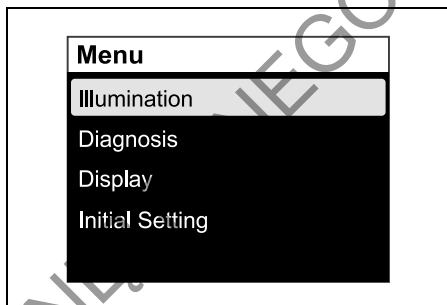 Menu
Illumination
Diagnosis
Display
Initial Setting